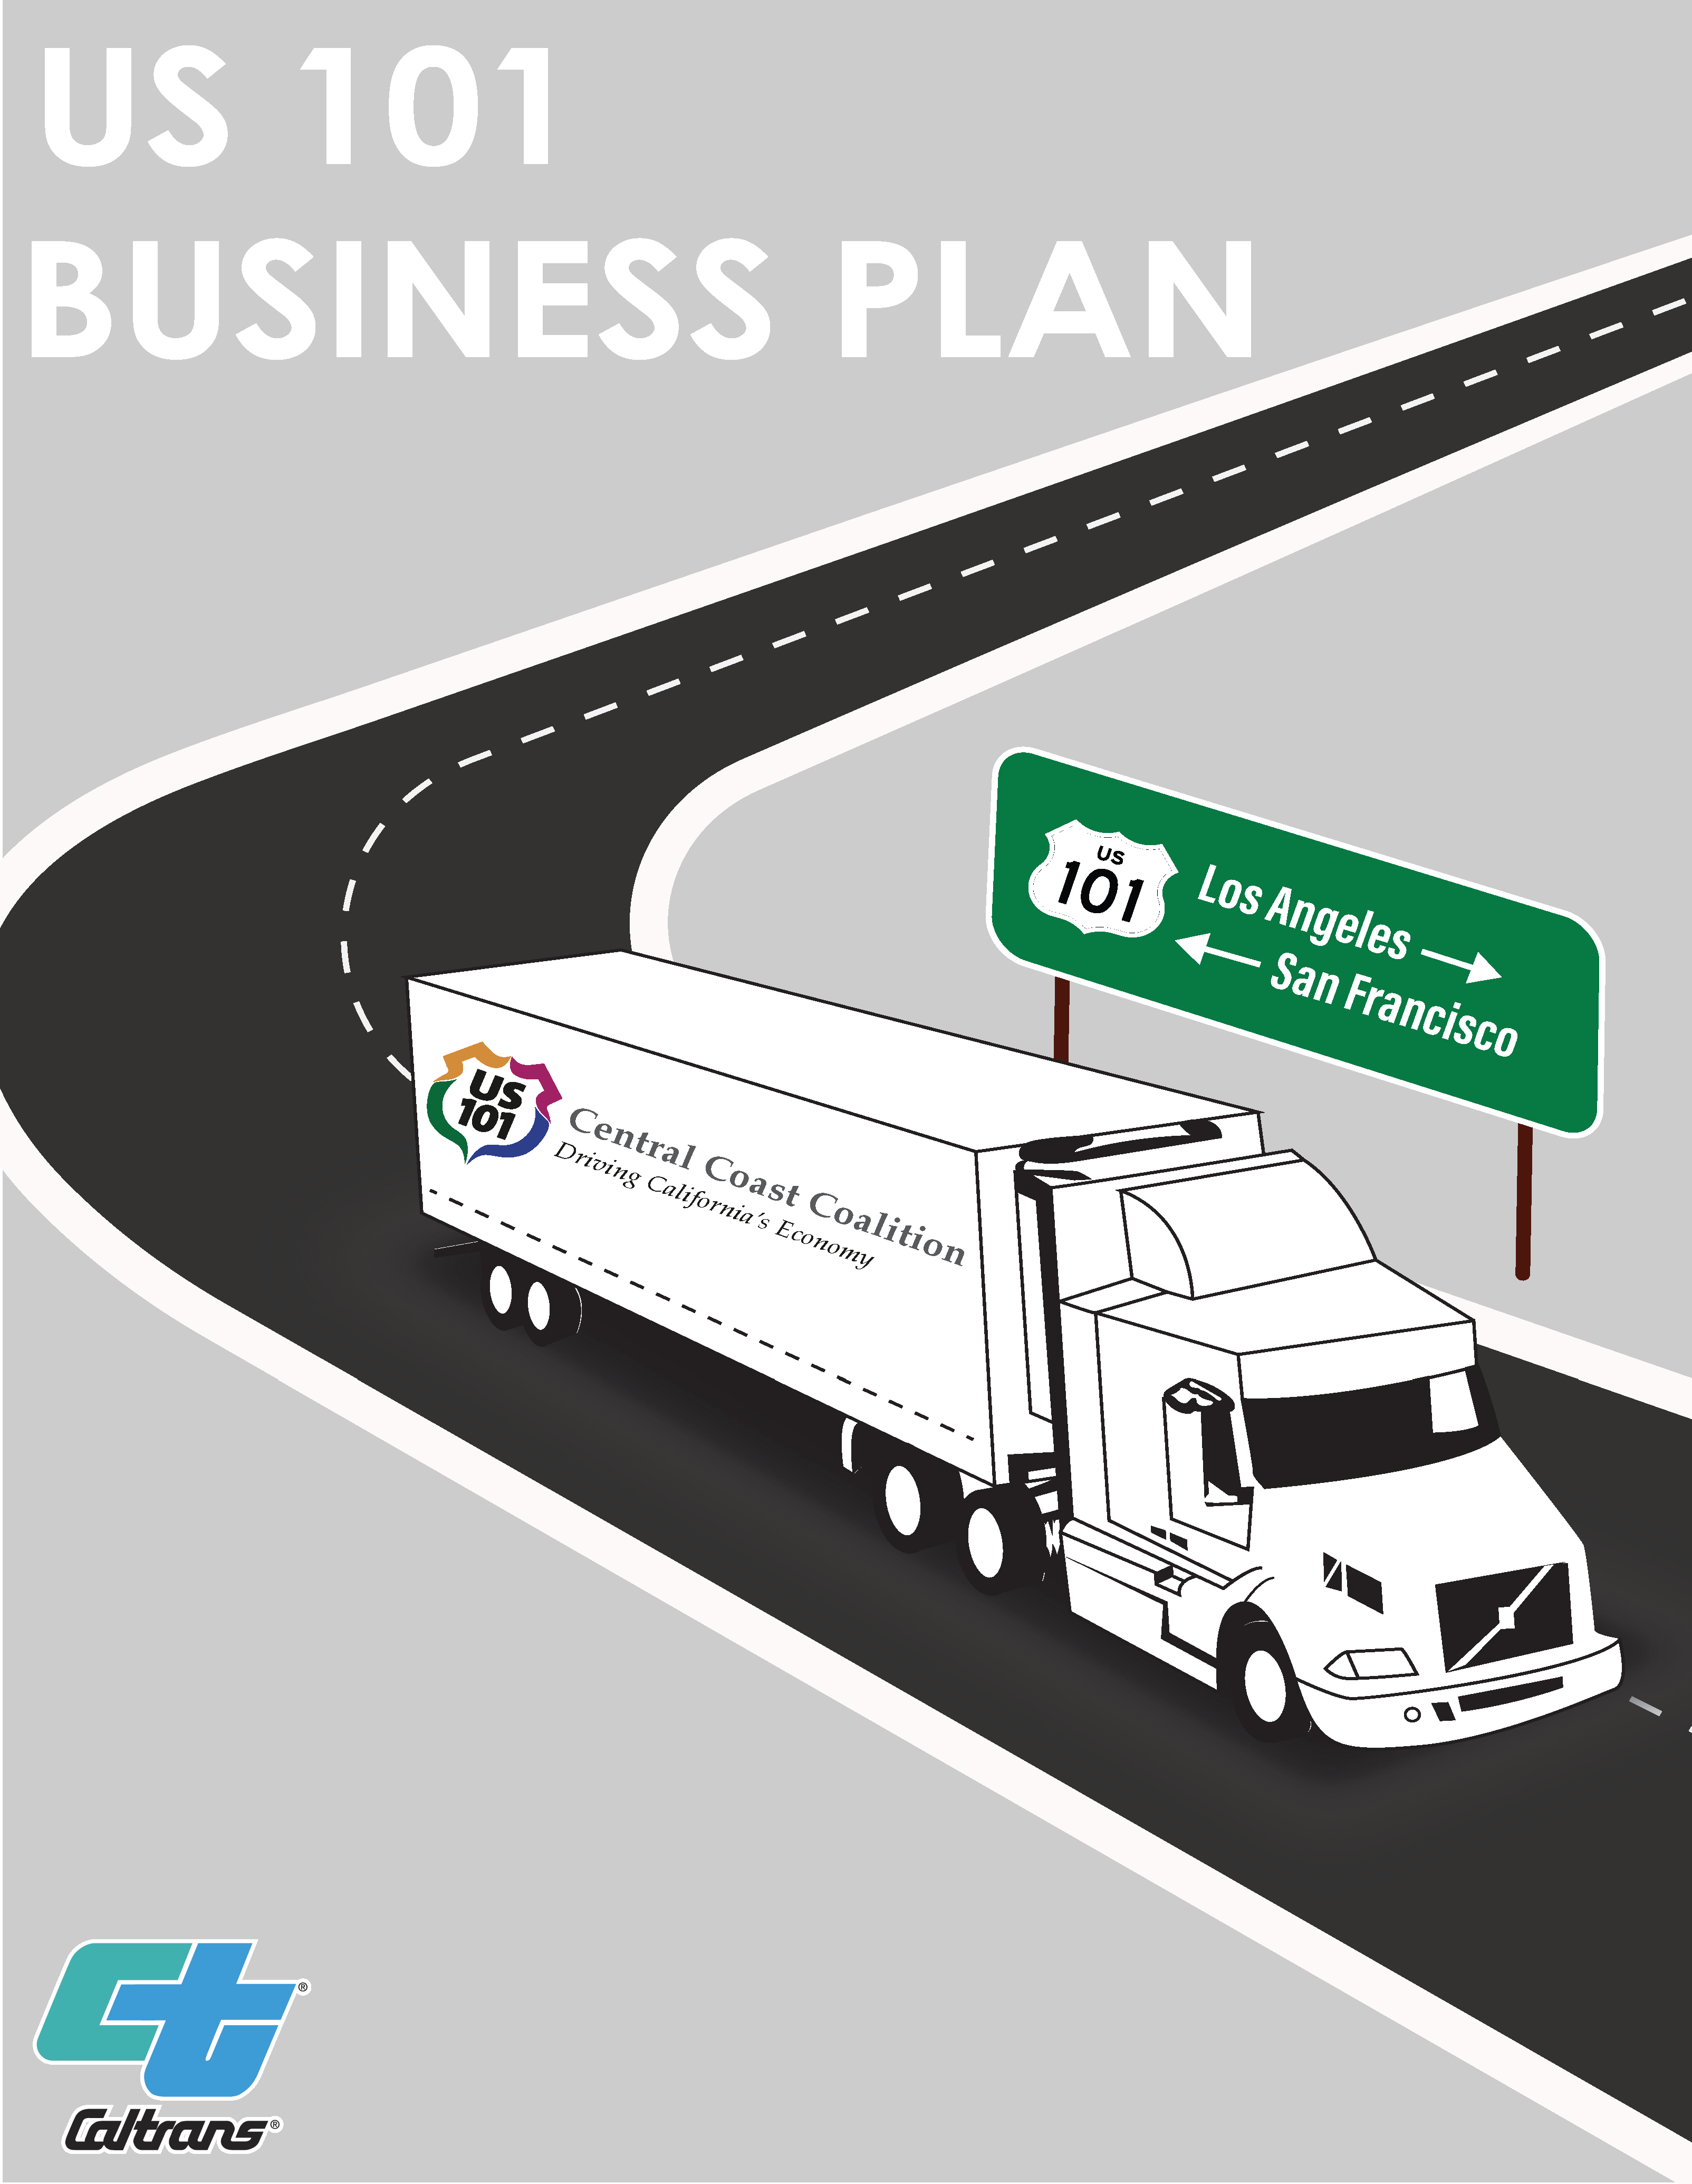 US 101
BUSINESS PLAN
US
101
Los Angeles
San Francisco
US
101
Central Coast Coalition
Driving California's Economy
®
Caltrans®